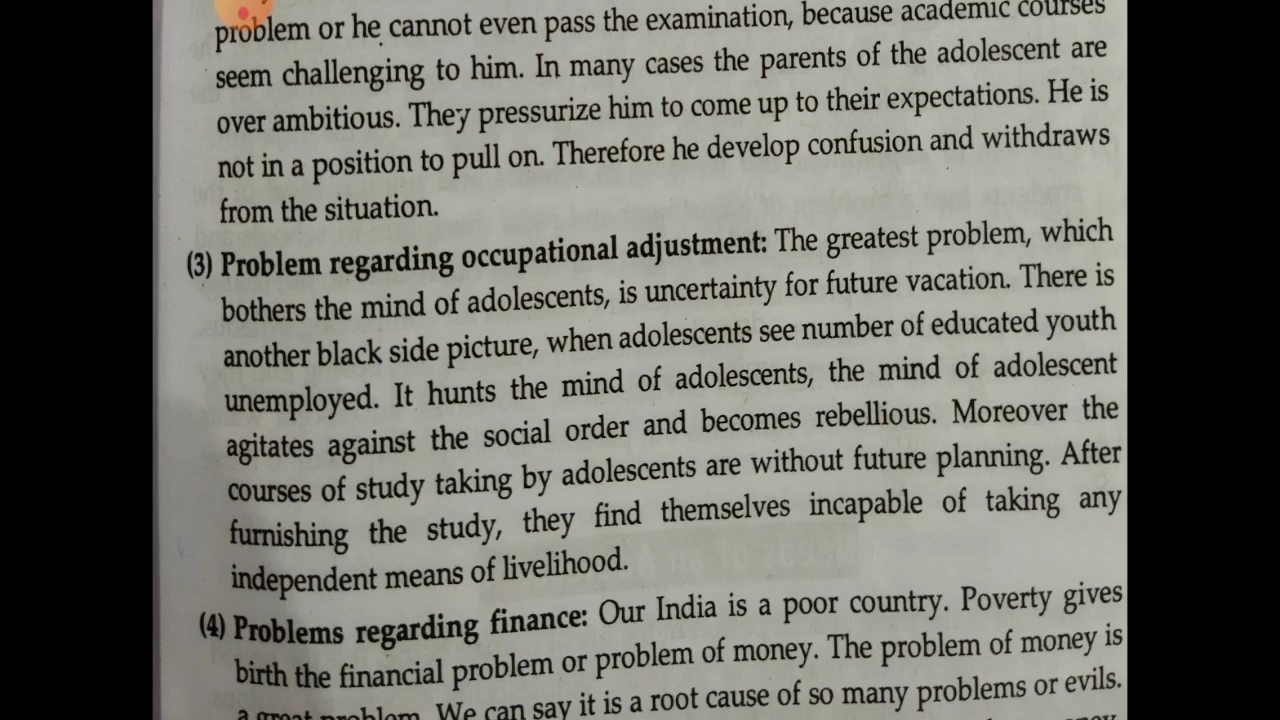 problem or he cannot even pass the examination, because academic courses
seem challenging to him. In many cases the parents of the adolescent are
over ambitious. They pressurize him to come up to their expectations. He is
not in a position to pull on. Therefore he develop confusion and withdraws
from the situation.
(3) Problem regarding occupational adjustment: The greatest problem, which
bothers the mind of adolescents, is uncertainty for future vacation. There is
another black side picture, when adolescents see number of educated youth
unemployed. It hunts the mind of adolescents, the mind of adolescent
agitates against the social order and becomes rebellious. Moreover the
courses of study taking by adolescents are without future planning. After
furnishing the study, they find themselves incapable of taking any
independent means of livelihood.
(4) Problems regarding finance: Our India is a poor country. Poverty gives
birth the financial problem or problem of money. The problem of money is
a great problem. We can say it is a root cause of so many problems or evils.